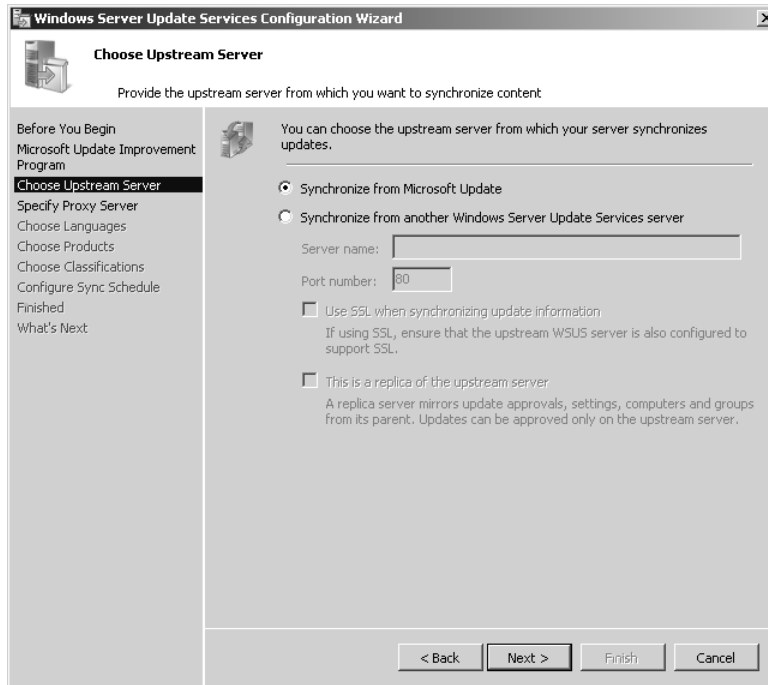 Windows Server Update Services Configuration Wizard
Choose Upstream Server
Provide the upstream server from which you want to synchronize content
Before You Begin
Microsoft Update Improvement
Program
Choose Upstream Server
Specify Proxy Server
Choose Languages
Choose Products
Choose Classifications
Configure Sync Schedule
Finished
What's Next
You can choose the upstream server from which your server synchronizes
updates.
Synchronize from Microsoft Update
Synchronize from another Windows Server Update Services server
Server name:
Port number: 80
Use SSL when synchronizing update information
If using SSL, ensure that the upstream WSUS server is also configured to
support SSL.
This is a replica of the upstream server
A replica server mirrors update approvals, settings, computers and groups
from its parent. Updates can be approved only on the upstream server.
< Back Next > Finish Cancel